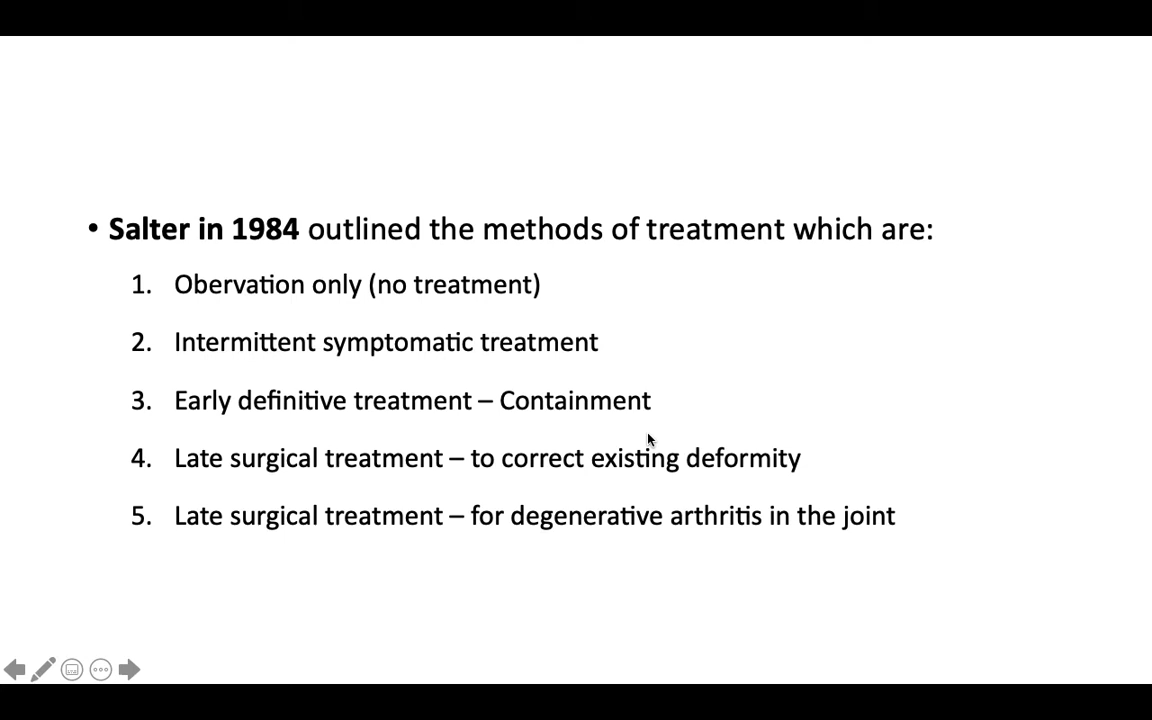 • Salter in 1984 outlined the methods of treatment which are:
1. Obervation only (no treatment)
2. Intermittent symptomatic treatment
3. Early definitive treatment – Containment
4. Late surgical treatment – to correct existing deformity
5. Late surgical treatment – for degenerative arthritis in the joint